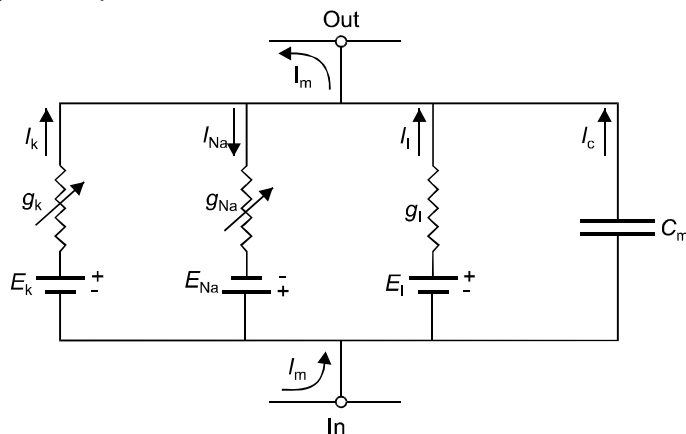 Out
Im
Ik INa Il Ic
gk gNa gl Cm
Ek + - ENa - + El + -
Im
In